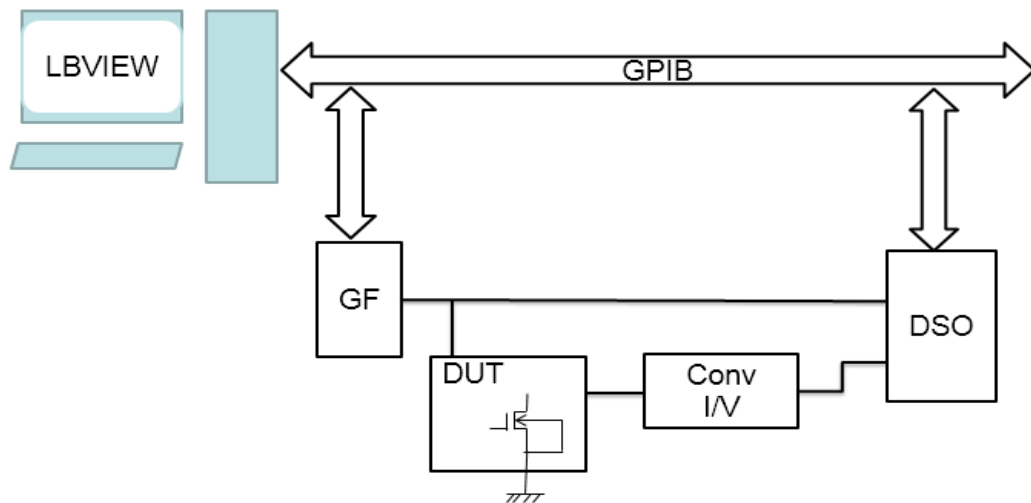 LBVIEW
GPIB
GF
DSO
DUT
Conv
I/V